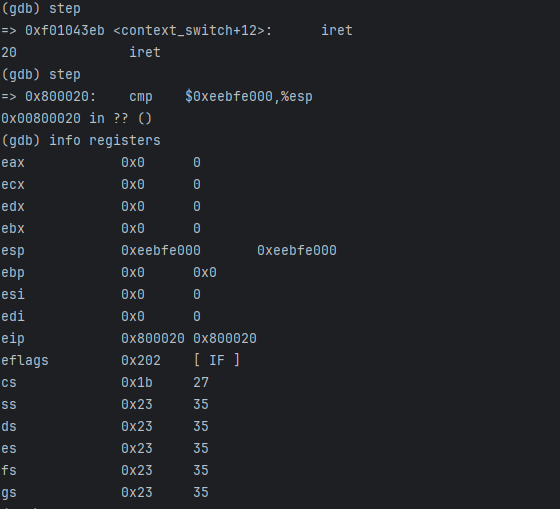 (gdb) step
=> 0xf01043eb <context_switch+12>:      iret
20              iret
(gdb) step
=> 0x800020:    cmp    $0xeebfe000,%esp
0x00800020 in ?? ()
(gdb) info registers
eax            0x0      0
ecx            0x0      0
edx            0x0      0
ebx            0x0      0
esp            0xeebfe000       0xeebfe000
ebp            0x0      0x0
esi            0x0      0
edi            0x0      0
eip            0x800020 0x800020
eflags         0x202    [ IF ]
cs             0x1b     27
ss             0x23     35
ds             0x23     35
es             0x23     35
fs             0x23     35
gs             0x23     35